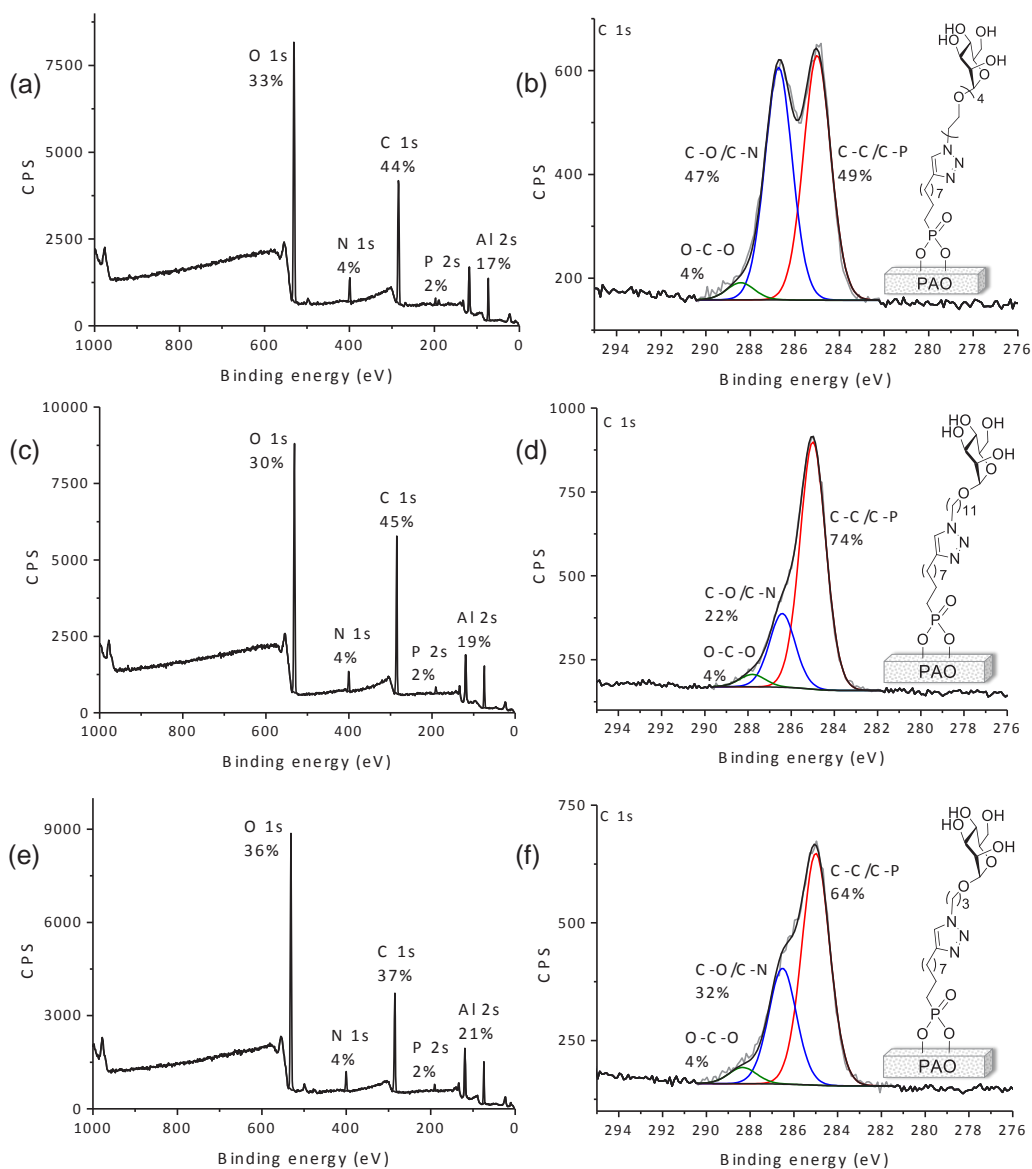 (a)
7500
5000
2500
0
CPS
O 1s
33%
C 1s
44%
N 1s
4%
P 2s
2%
Al 2s
17%
1000 800 600 400 200 0
Binding energy (eV)
(b)
C 1s
600
400
200
CPS
C-O/C-N
47%
C-C/C-P
49%
O-C-O
4%
294 292 290 288 286 284 282 280 278 276
Binding energy (eV)
HO OH
HO
OH
O
O
4
N
N
N
7
O
P
O O
PAO
(c)
10000
7500
5000
2500
0
CPS
O 1s
30%
C 1s
45%
N 1s
4%
P 2s
2%
Al 2s
19%
1000 800 600 400 200 0
Binding energy (eV)
(d)
C 1s
1000
750
500
250
CPS
C-C/C-P
74%
C-O/C-N
22%
O-C-O
4%
294 292 290 288 286 284 282 280 278 276
Binding energy (eV)
HO OH
HO
OH
O
O
11
N
N
N
7
O
P
O O
PAO
(e)
9000
6000
3000
0
CPS
O 1s
36%
C 1s
37%
N 1s
4%
P 2s
2%
Al 2s
21%
1000 800 600 400 200 0
Binding energy (eV)
(f)
C 1s
750
500
250
CPS
C-C/C-P
64%
C-O/C-N
32%
O-C-O
4%
294 292 290 288 286 284 282 280 278 276
Binding energy (eV)
HO OH
HO
OH
O
O
3
N
N
N
7
O
P
O O
PAO